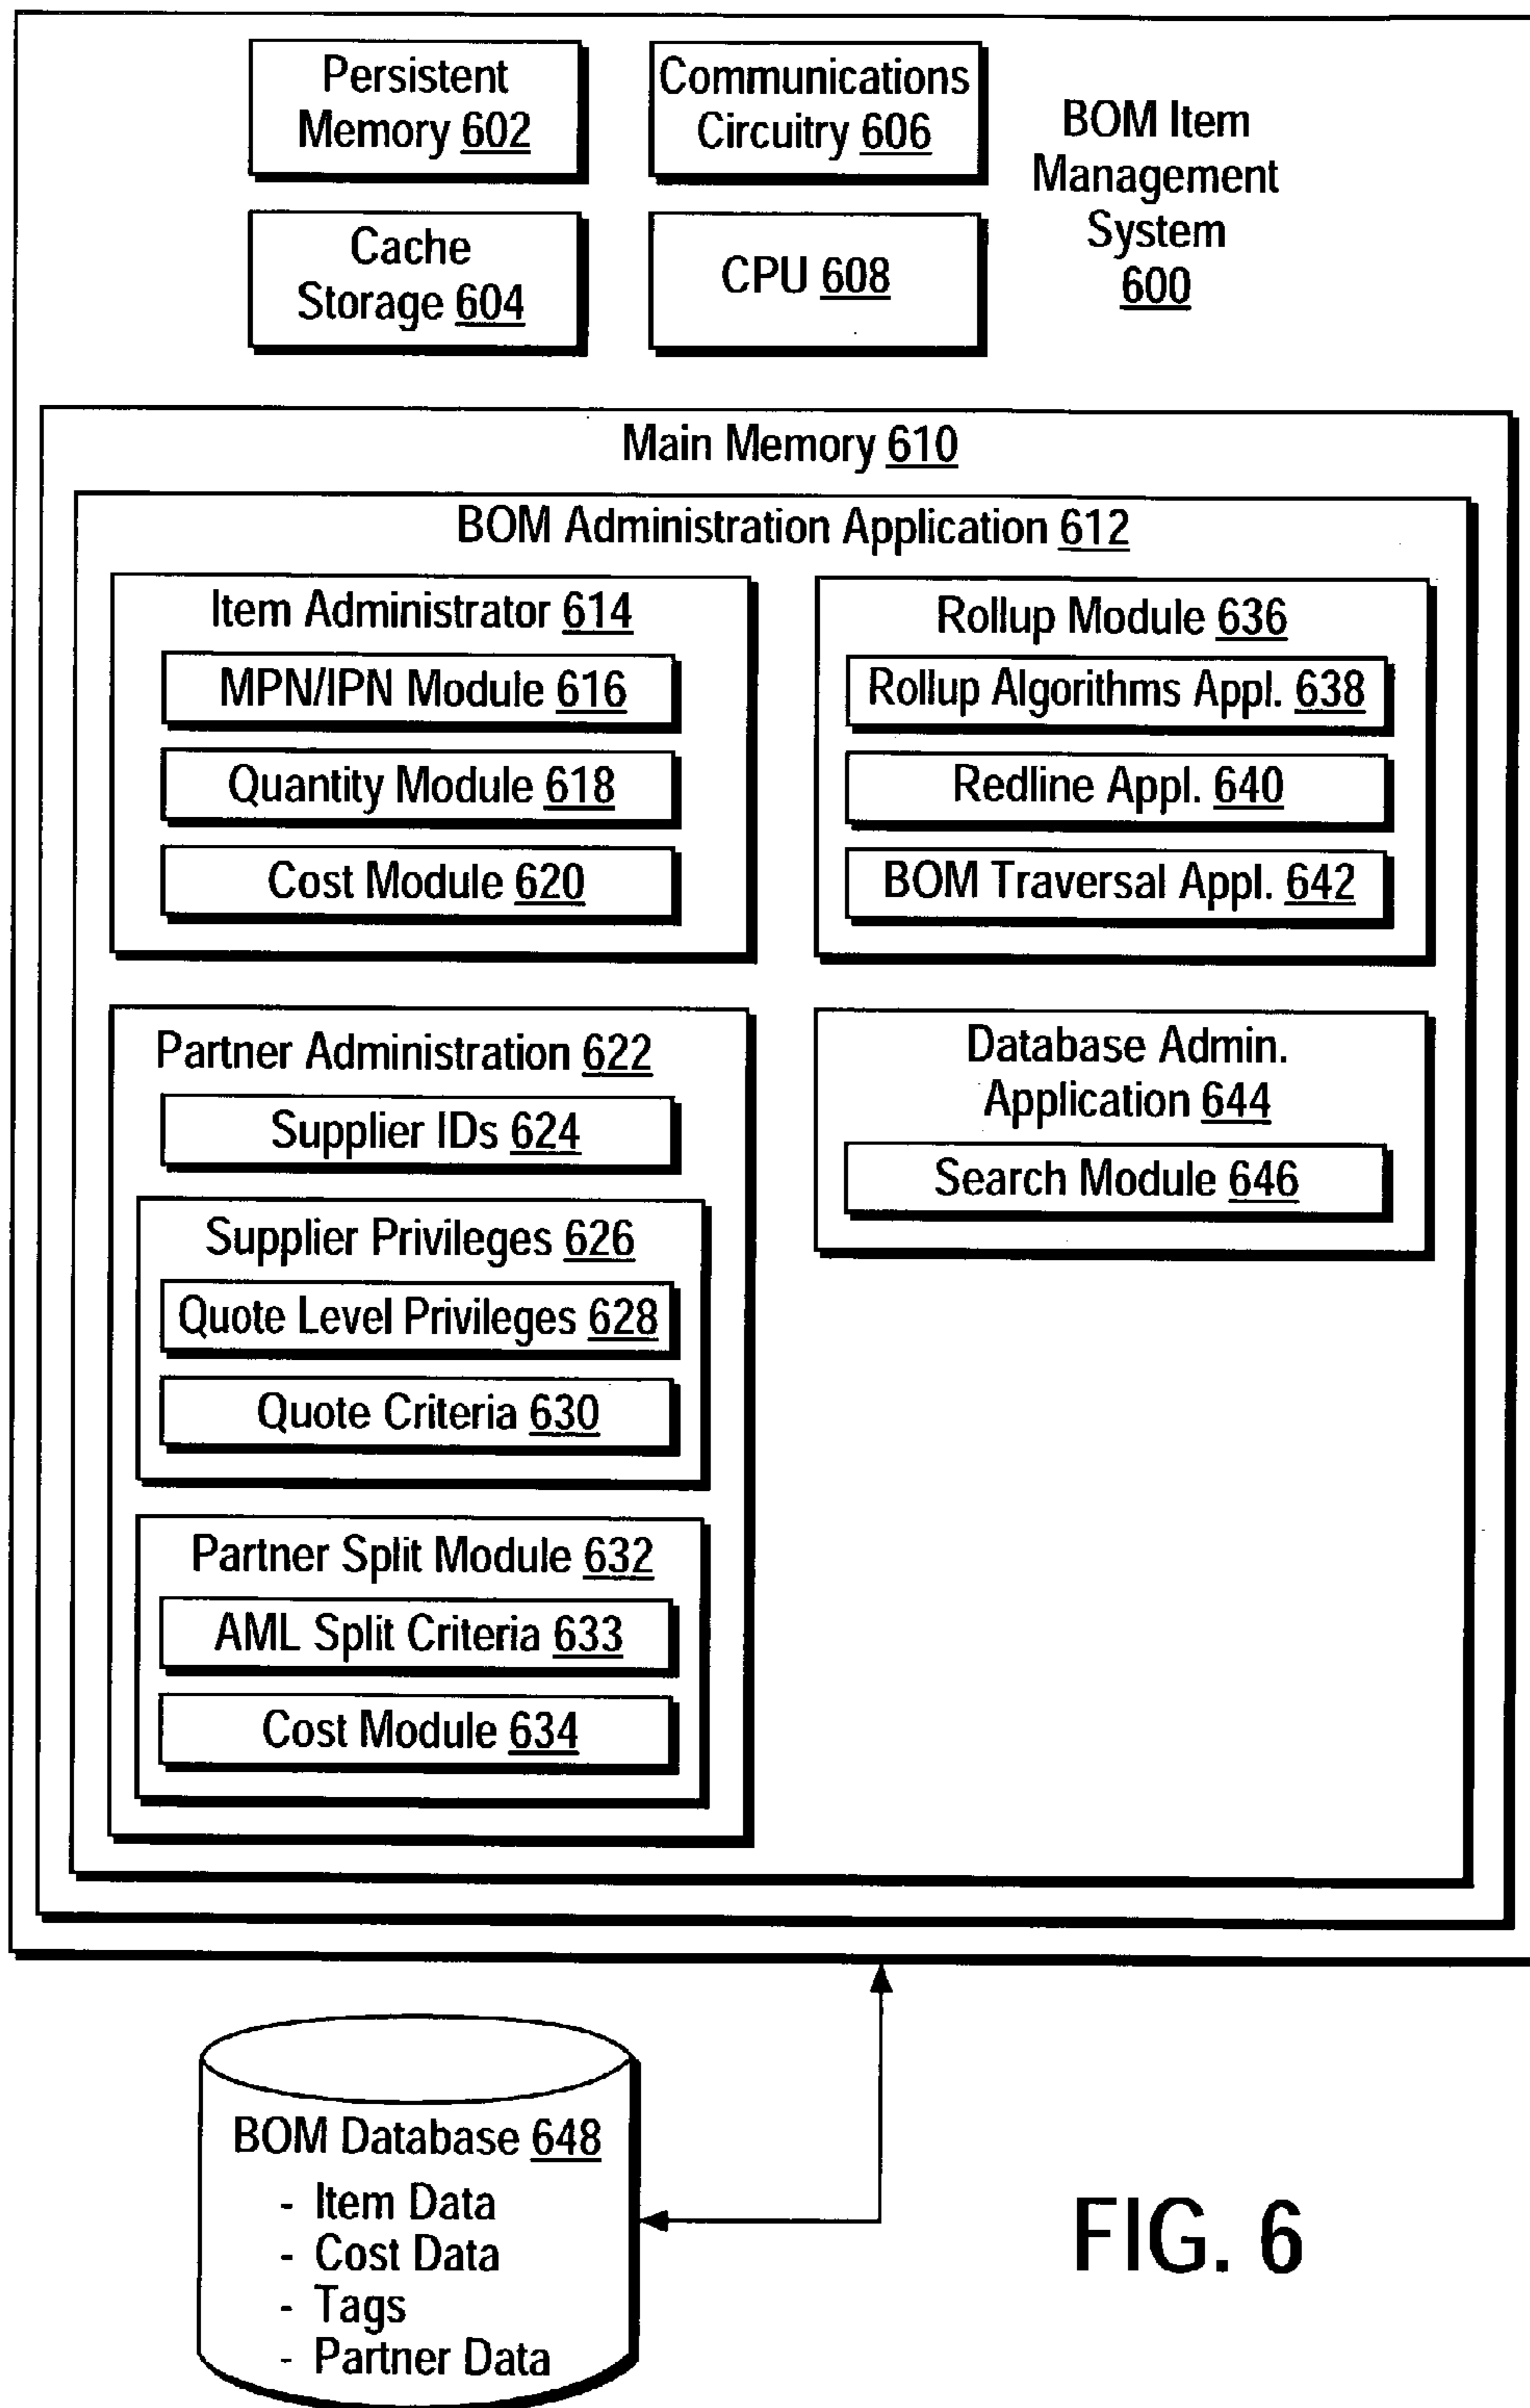 Persistent
Memory 602
Communications
Circuitry 606
Cache
Storage 604
CPU 608
BOM Item
Management
System
600
Main Memory 610
BOM Administration Application 612
Item Administrator 614
MPN/IPN Module 616
Quantity Module 618
Cost Module 620
Rollup Module 636
Rollup Algorithms Appl. 638
Redline Appl. 640
BOM Traversal Appl. 642
Partner Administration 622
Supplier IDs 624
Supplier Privileges 626
Quote Level Privileges 628
Quote Criteria 630
Partner Split Module 632
AML Split Criteria 633
Cost Module 634
Database Admin.
Application 644
Search Module 646
BOM Database 648
- Item Data
- Cost Data
- Tags
- Partner Data
FIG. 6